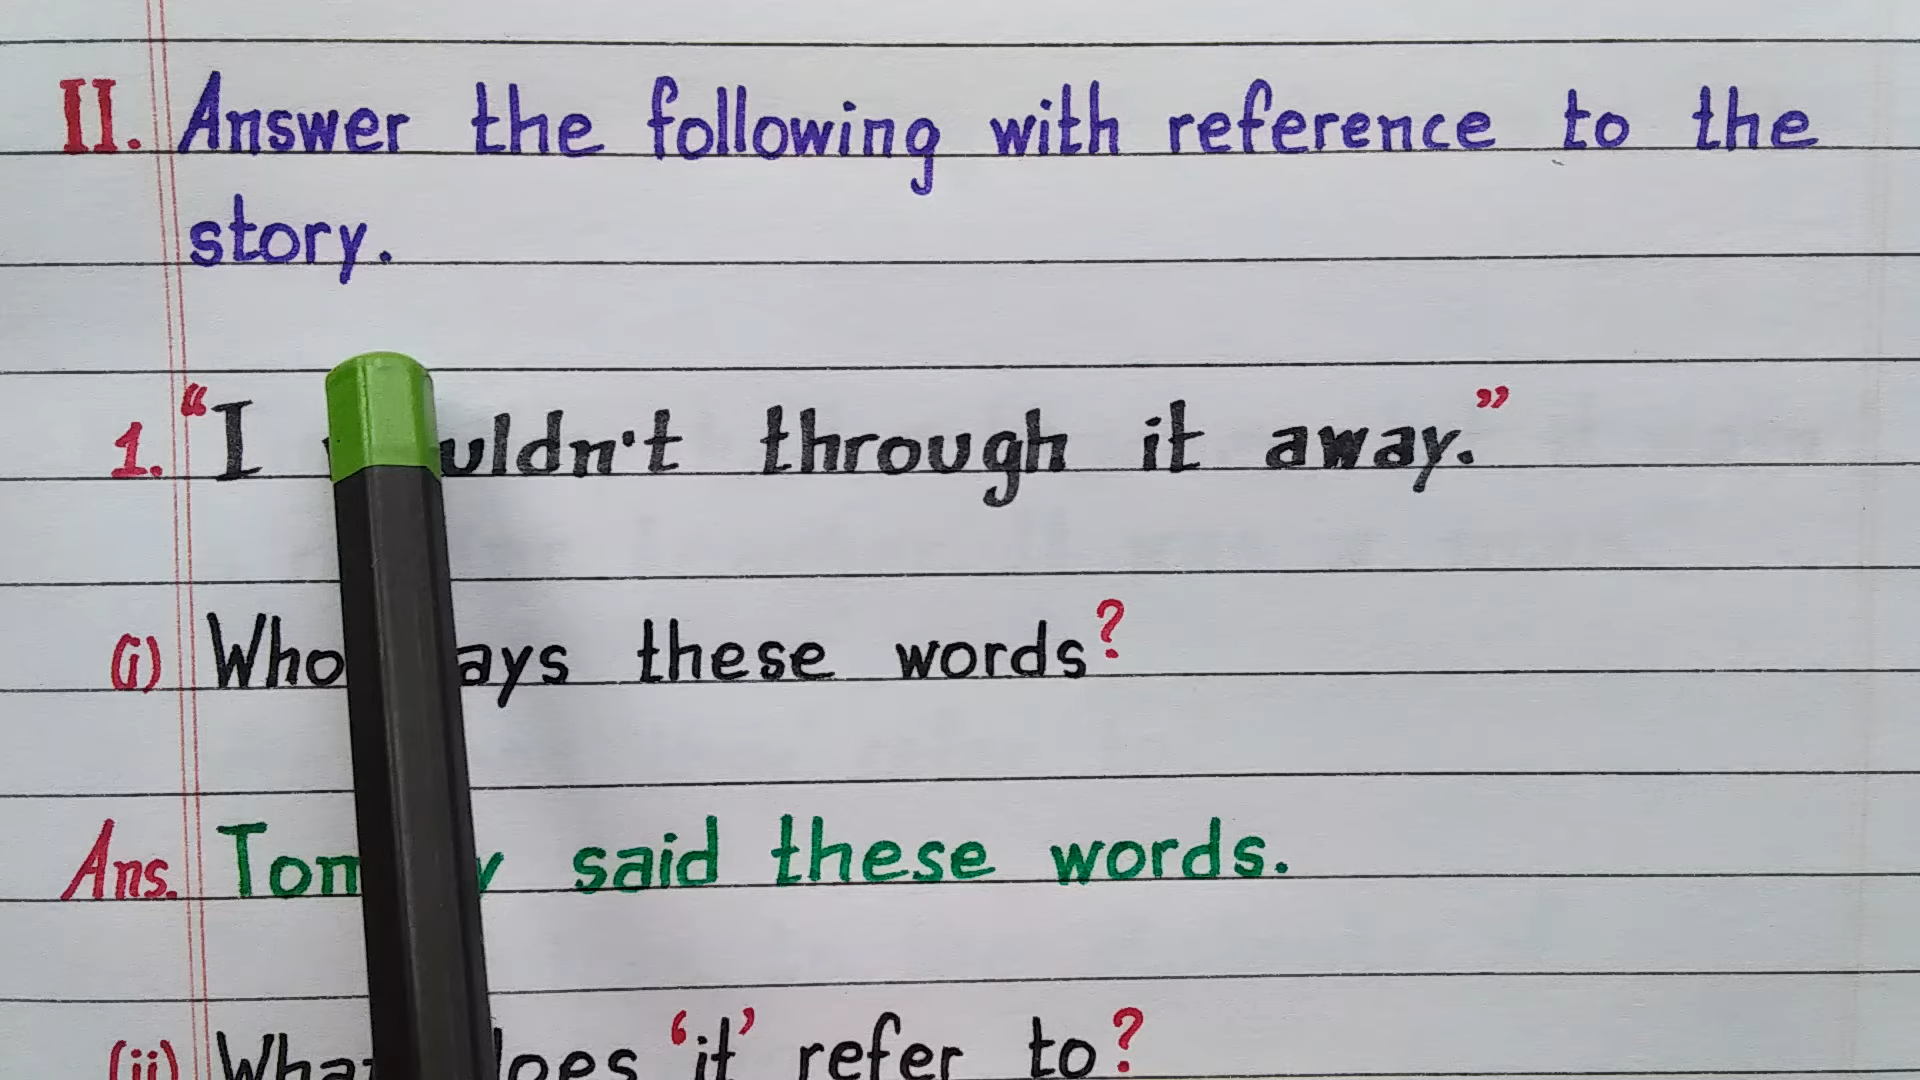 II. Answer the following with reference to the
story.
1. "I uldn't through it away."
(i) Who ays these words?
Ans. Tom y said these words.
(ii) What does 'it' refer to?